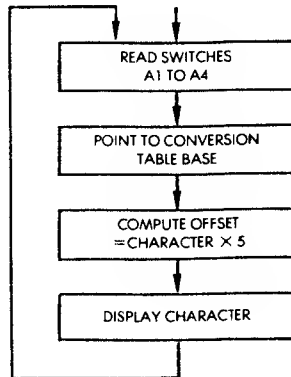 READ SWITCHES
A1 TO A4
POINT TO CONVERSION
TABLE BASE
COMPUTE OFFSET
=CHARACTER × 5
DISPLAY CHARACTER